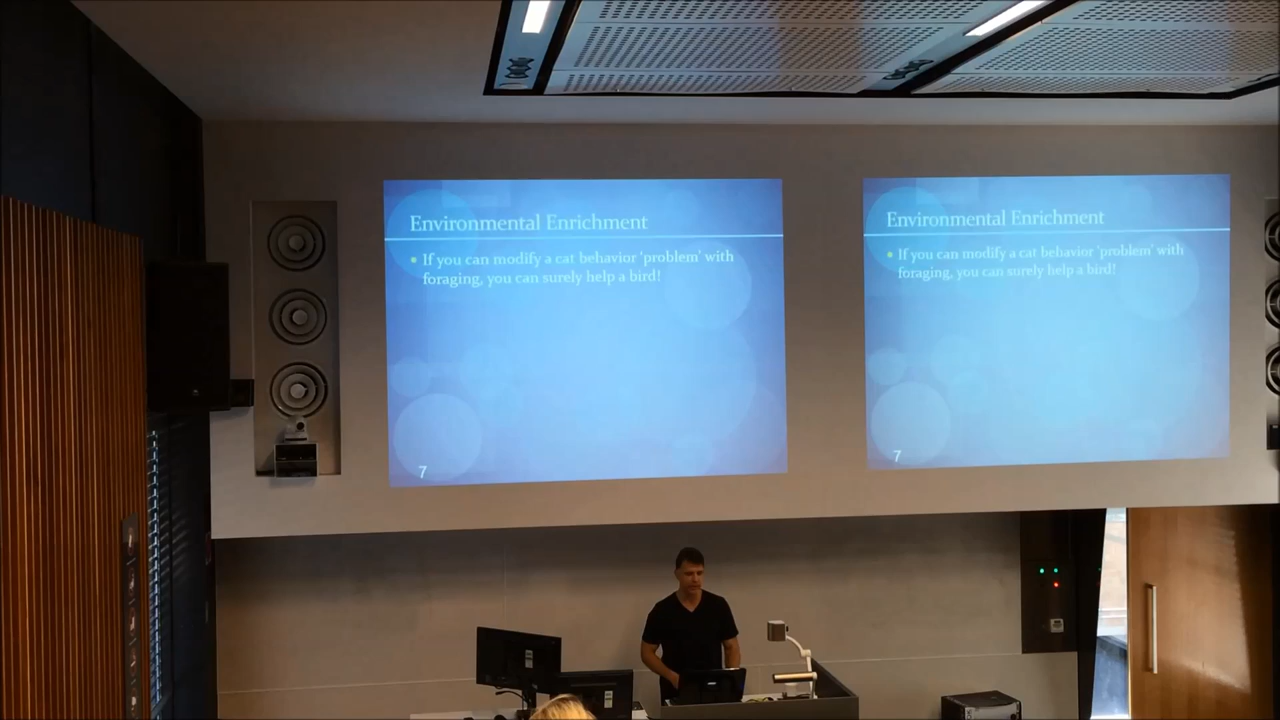 Environmental Enrichment
If you can modify a cat behavior 'problem' with
foraging, you can surely help a bird!
7
Environmental Enrichment
If you can modify a cat behavior 'problem' with
foraging, you can surely help a bird!
7